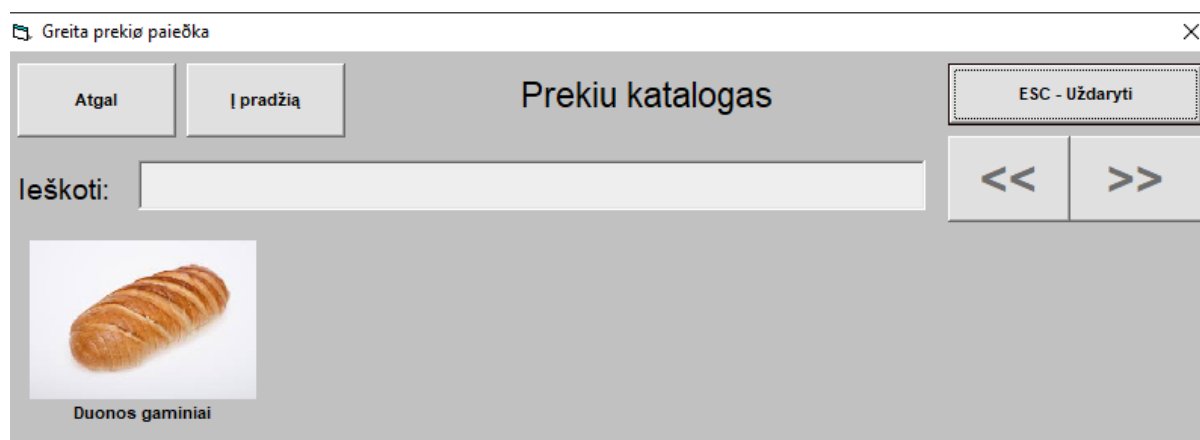 Greita prekiø paieðka
Atgal
Į pradžią
Prekiu katalogas
ESC - Uždaryti
Ieškoti:
<< >>
Duonos gaminiai